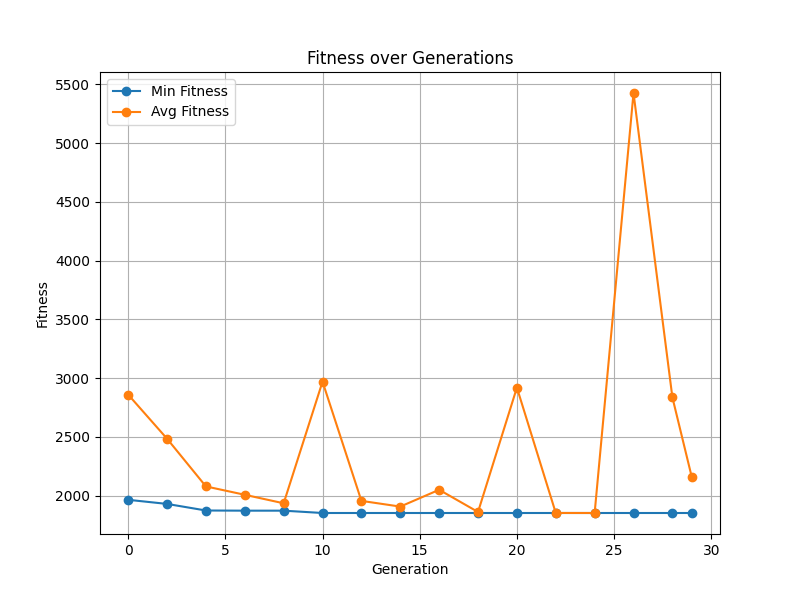 Fitness over Generations
Min Fitness
Avg Fitness
5500
5000
4500
4000
3500
3000
2500
2000
Fitness
0 5 10 15 20 25 30
Generation